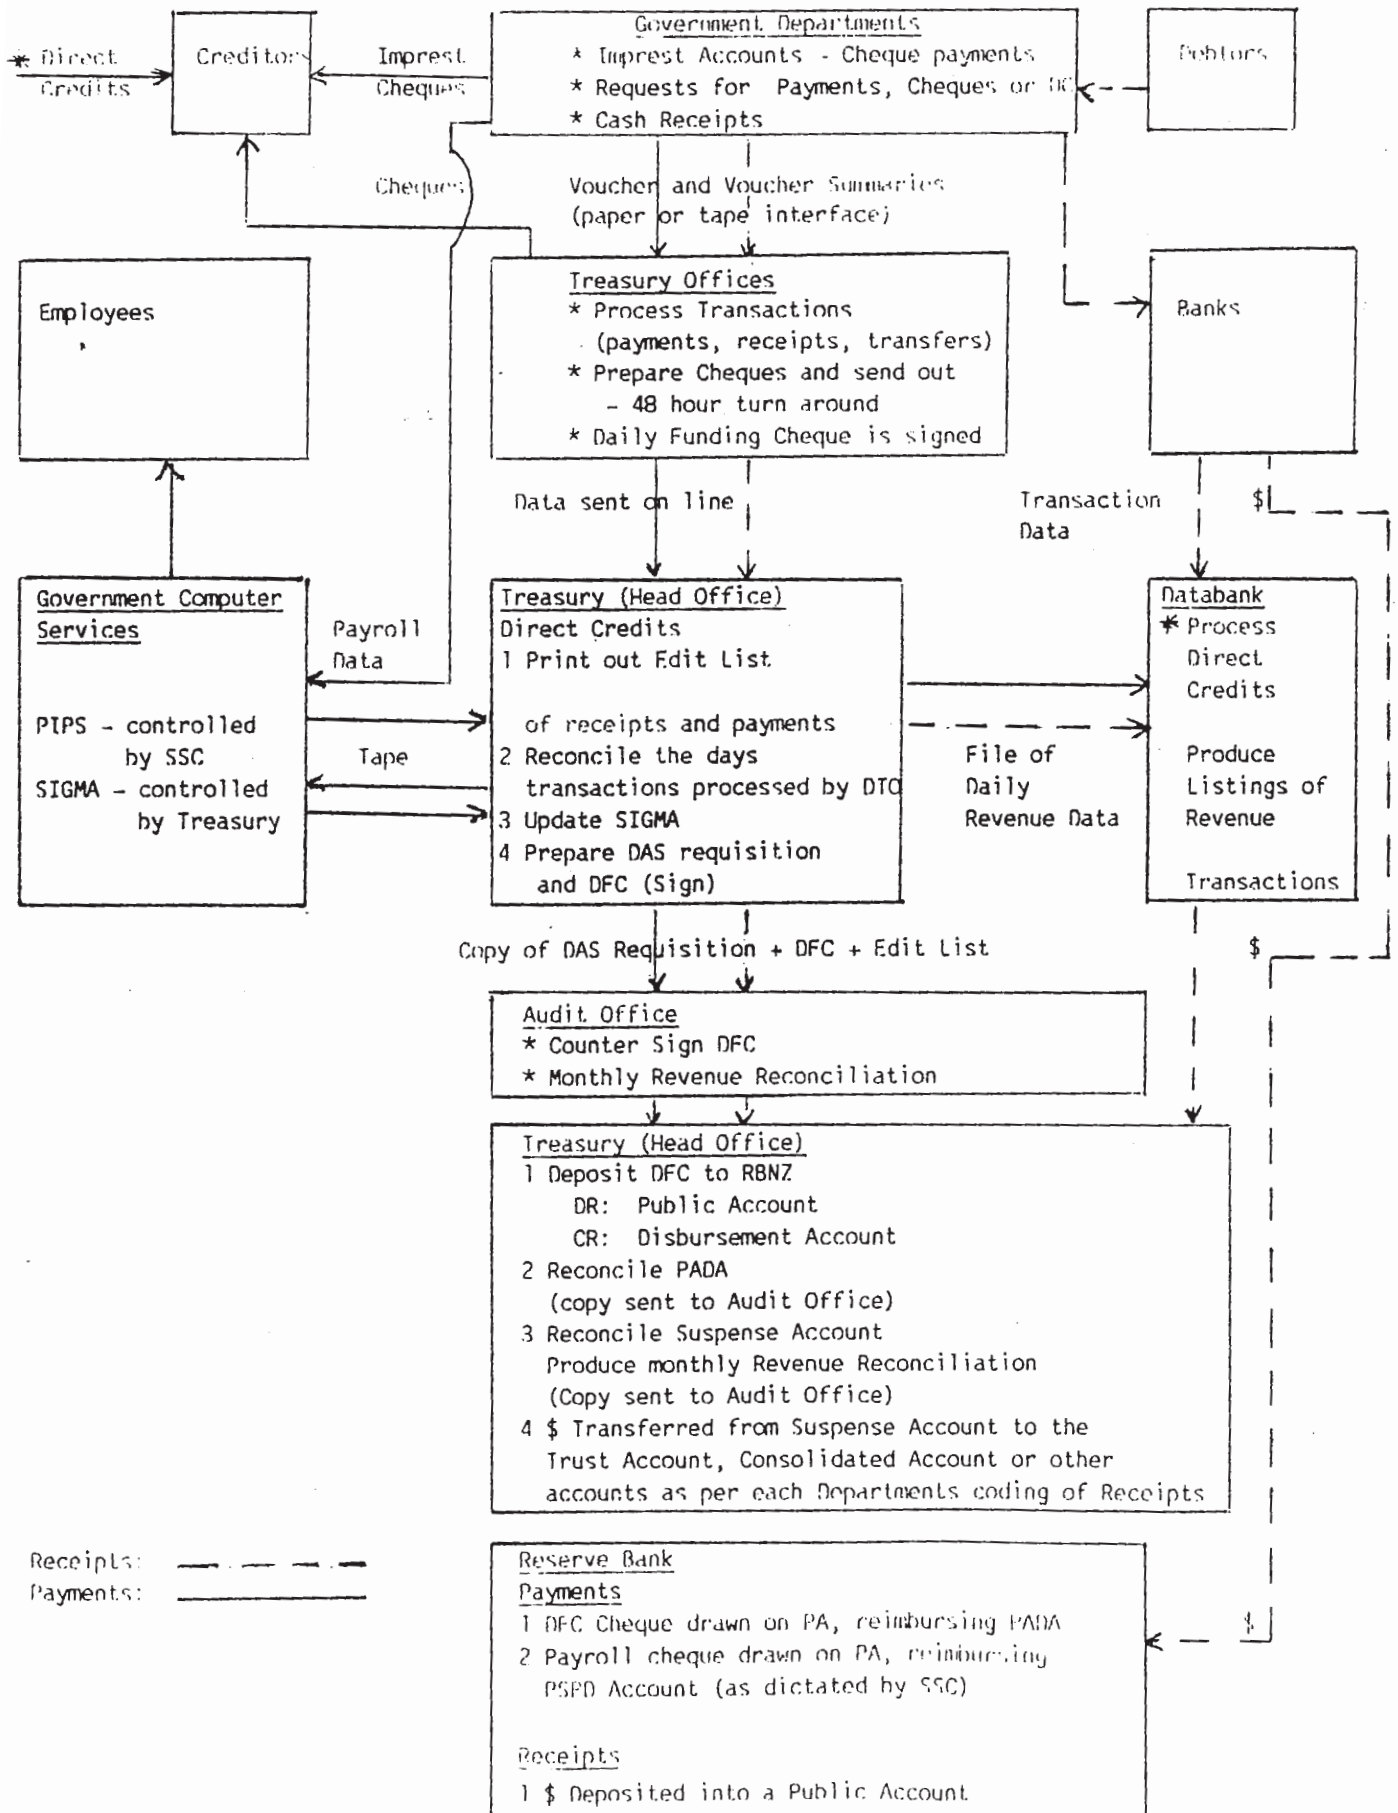 Government Departments
* Direct
Credits
Creditors
Imprest
Cheques
* Imprest Accounts - Cheque payments
* Requests for Payments, Cheques or DC
* Cash Receipts
Debtors
Cheques
Voucher and Voucher Summaries
(paper or tape interface)
Employees
Treasury Offices
* Process Transactions
(payments, receipts, transfers)
* Prepare Cheques and send out
- 48 hour turn around
* Daily Funding Cheque is signed
Banks
Data sent on line
Transaction
Data
$
Government Computer
Services
PIPS - controlled
by SSC
SIGMA - controlled
by Treasury
Payroll
Data
Tape
Treasury (Head Office)
Direct Credits
1 Print out Edit List
of receipts and payments
2 Reconcile the days
transactions processed by DTO
3 Update SIGMA
4 Prepare DAS requisition
and DFC (Sign)
File of
Daily
Revenue Data
Databank
* Process
Direct
Credits
Produce
Listings of
Revenue
Transactions
Copy of DAS Requisition + DFC + Edit List
$
Audit Office
* Counter Sign DFC
* Monthly Revenue Reconciliation
Treasury (Head Office)
1 Deposit DFC to RBNZ
DR: Public Account
CR: Disbursement Account
2 Reconcile PADA
(copy sent to Audit Office)
3 Reconcile Suspense Account
Produce monthly Revenue Reconciliation
(Copy sent to Audit Office)
4 $ Transferred from Suspense Account to the
Trust Account, Consolidated Account or other
accounts as per each Departments coding of Receipts
Receipts:
Payments:
Reserve Bank
Payments
1 DFC Cheque drawn on PA, reimbursing PADA
2 Payroll cheque drawn on PA, reimbursing
PSPD Account (as dictated by SSC)
$
Receipts
1 $ Deposited into a Public Account